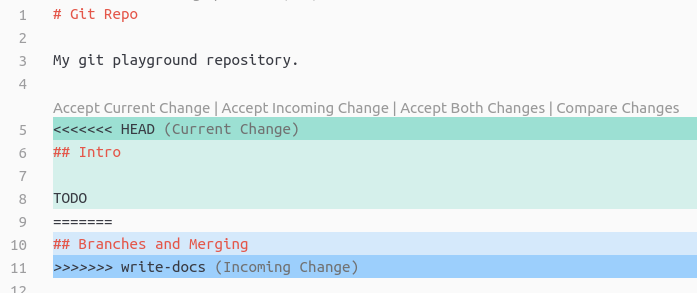 1 # Git Repo
2
3 My git playground repository.
4
Accept Current Change | Accept Incoming Change | Accept Both Changes | Compare Changes
5 <<<<<<< HEAD (Current Change)
6 ## Intro
7
8 TODO
9 =======
10 ## Branches and Merging
11 >>>>>>> write-docs (Incoming Change)
12